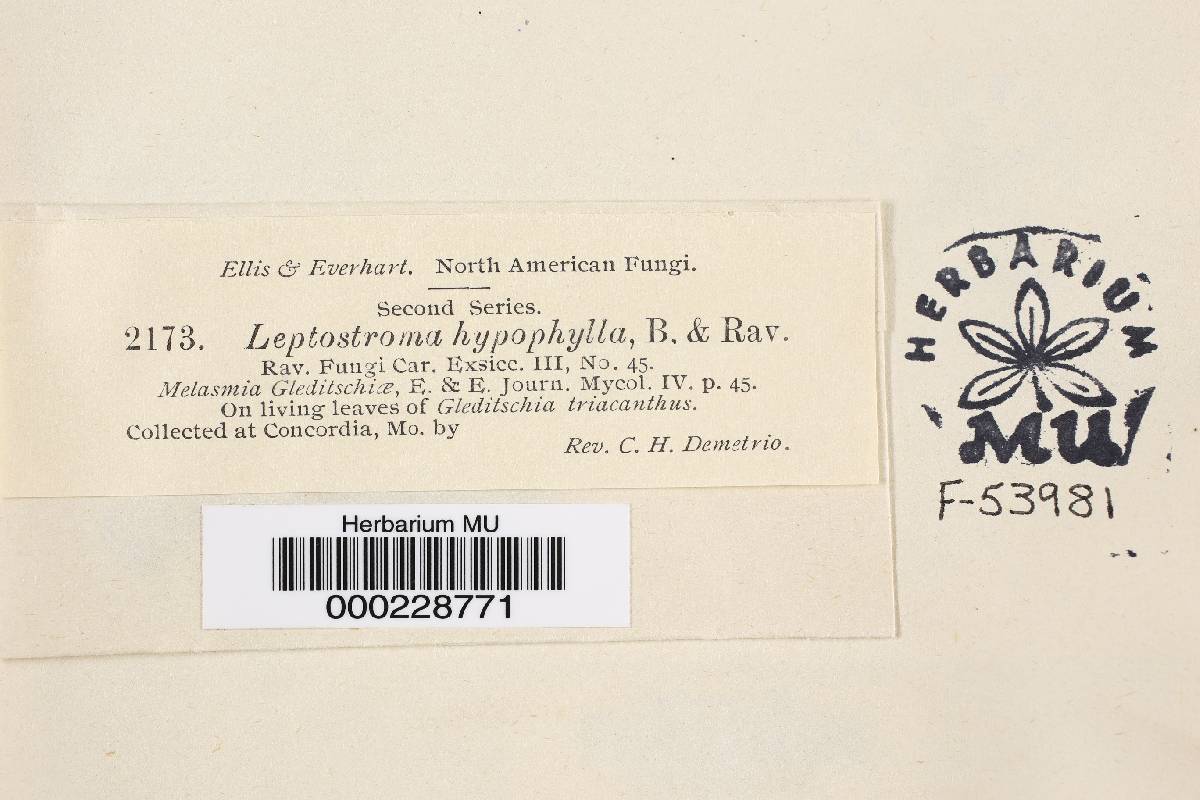 Ellis & Everhart. North American Fungi.
Second Series.
2173. Leptostroma hypophylla, B. & Rav.
Rav. Fungi Car. Exsicc. III, No. 45.
Melasmia Gleditschiæ, E. & E. Journ. Mycol. IV. p. 45.
On living leaves of Gleditschia triacanthus.
Collected at Concordia, Mo. by
Rev. C. H. Demetrio.
Herbarium MU
000228771
HERBARIUM
MU
F-53981